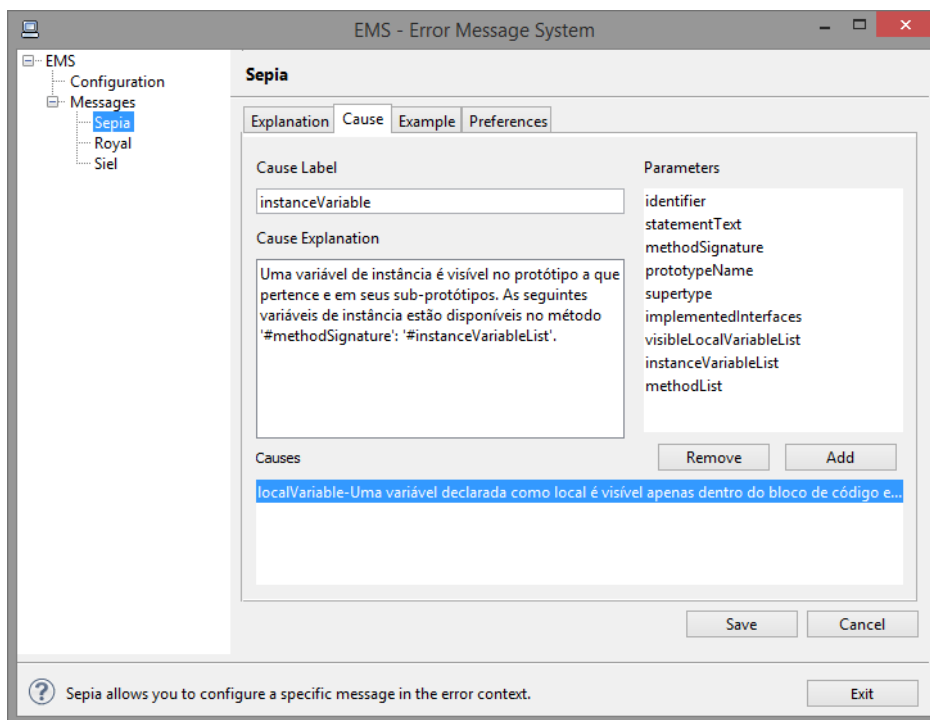 EMS - Error Message System
EMS
Configuration
Messages
Sepia
Royal
Siel
Sepia
Explanation
Cause
Example
Preferences
Cause Label
instanceVariable
Cause Explanation
Uma variável de instância é visível no protótipo a que
pertence e em seus sub-protótipos. As seguintes
variáveis de instância estão disponíveis no método
'#methodSignature': '#instanceVariableList'.
Parameters
identifier
statementText
methodSignature
prototypeName
supertype
implementedInterfaces
visibleLocalVariableList
instanceVariableList
methodList
Remove
Add
Causes
localVariable-Uma variável declarada como local é visível apenas dentro do bloco de código e...
Save
Cancel
? Sepia allows you to configure a specific message in the error context.
Exit